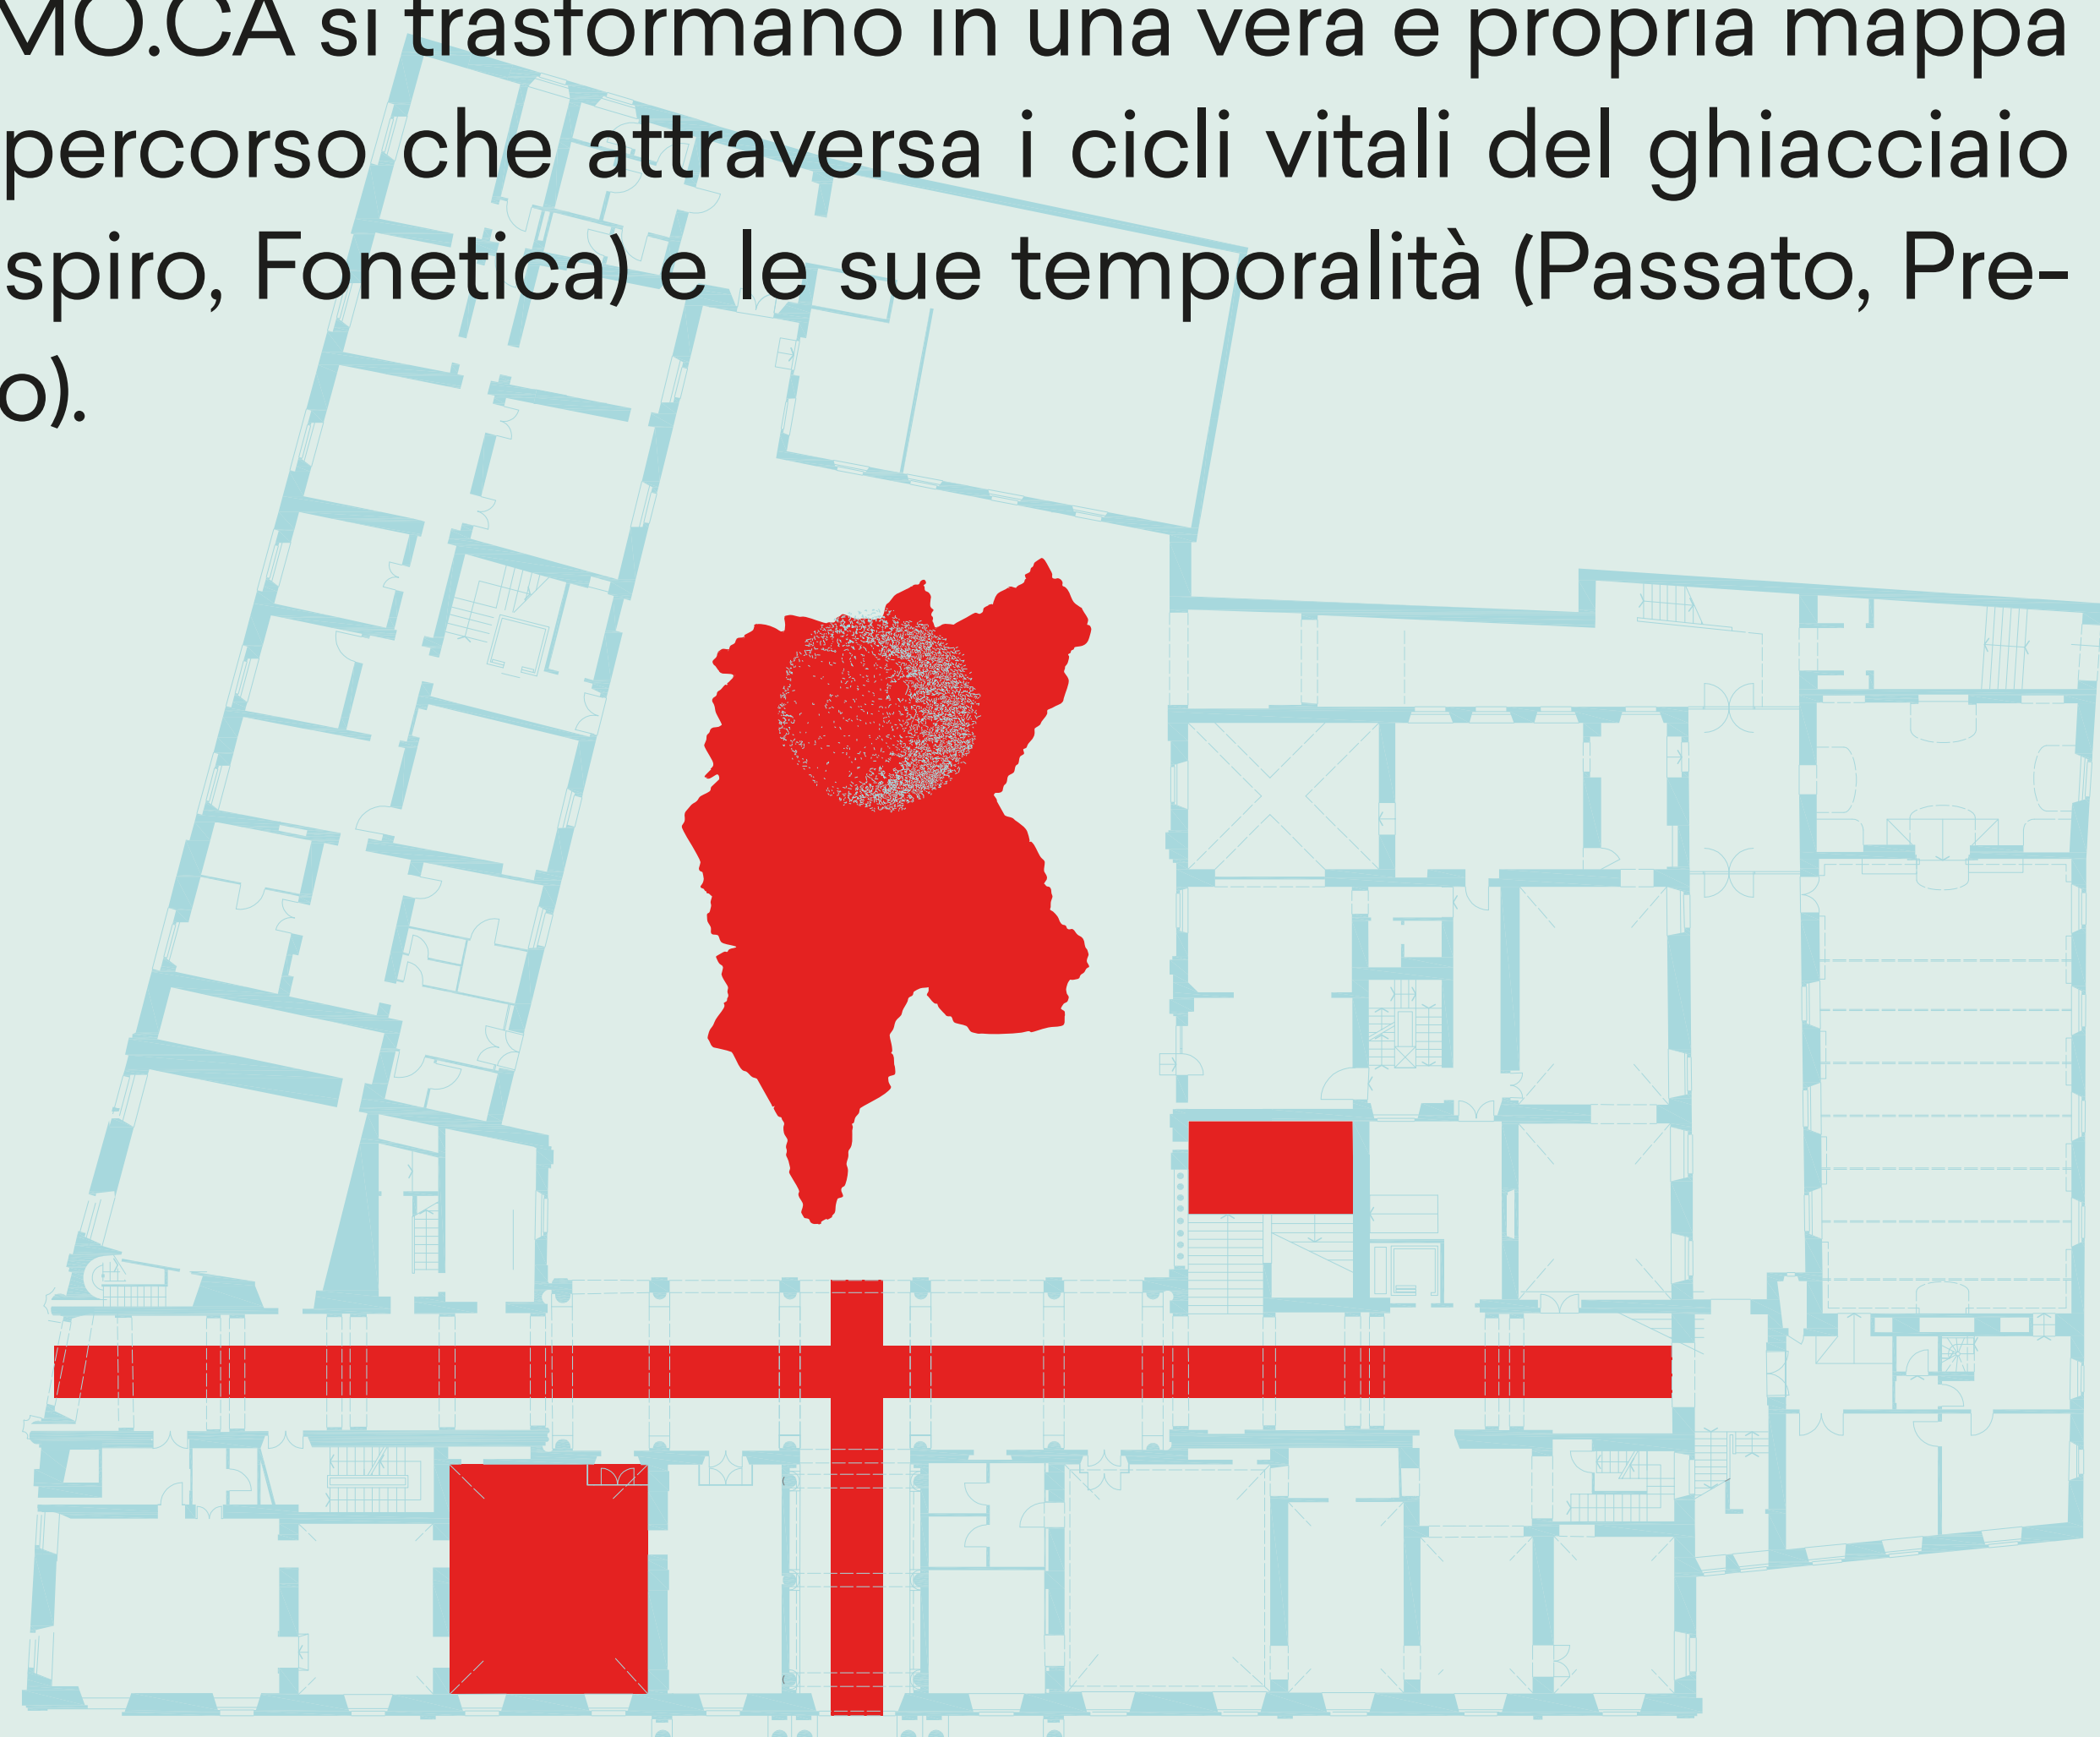 MO.CA si trasformano in una vera e propria mappa
percorso che attraversa i cicli vitali del ghiacciaio
spiro, Fonetica) e le sue temporalità (Passato, Pre-
o).